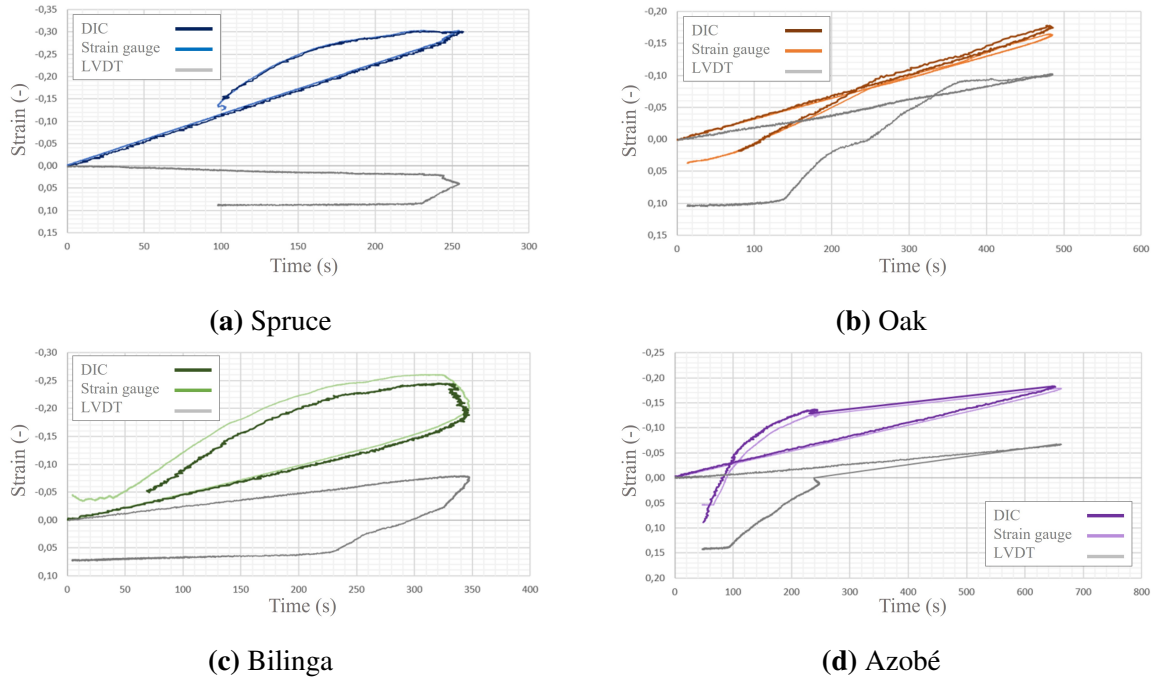 -0,35
-0,30
-0,25
-0,20
-0,15
-0,10
-0,05
0,00
0,05
0,10
0,15
Strain (-)
DIC
Strain gauge
LVDT
0 50 100 150 200 250 300
Time (s)
(a) Spruce
-0,20
-0,15
-0,10
-0,05
0,00
0,05
0,10
0,15
Strain (-)
DIC
Strain gauge
LVDT
0 100 200 300 400 500 600
Time (s)
(b) Oak
-0,30
-0,25
-0,20
-0,15
-0,10
-0,05
0,00
0,05
0,10
Strain (-)
DIC
Strain gauge
LVDT
0 50 100 150 200 250 300 350 400
Time (s)
(c) Bilinga
-0,25
-0,20
-0,15
-0,10
-0,05
0,00
0,05
0,10
0,15
0,20
Strain (-)
DIC
Strain gauge
LVDT
0 100 200 300 400 500 600 700 800
Time (s)
(d) Azobé